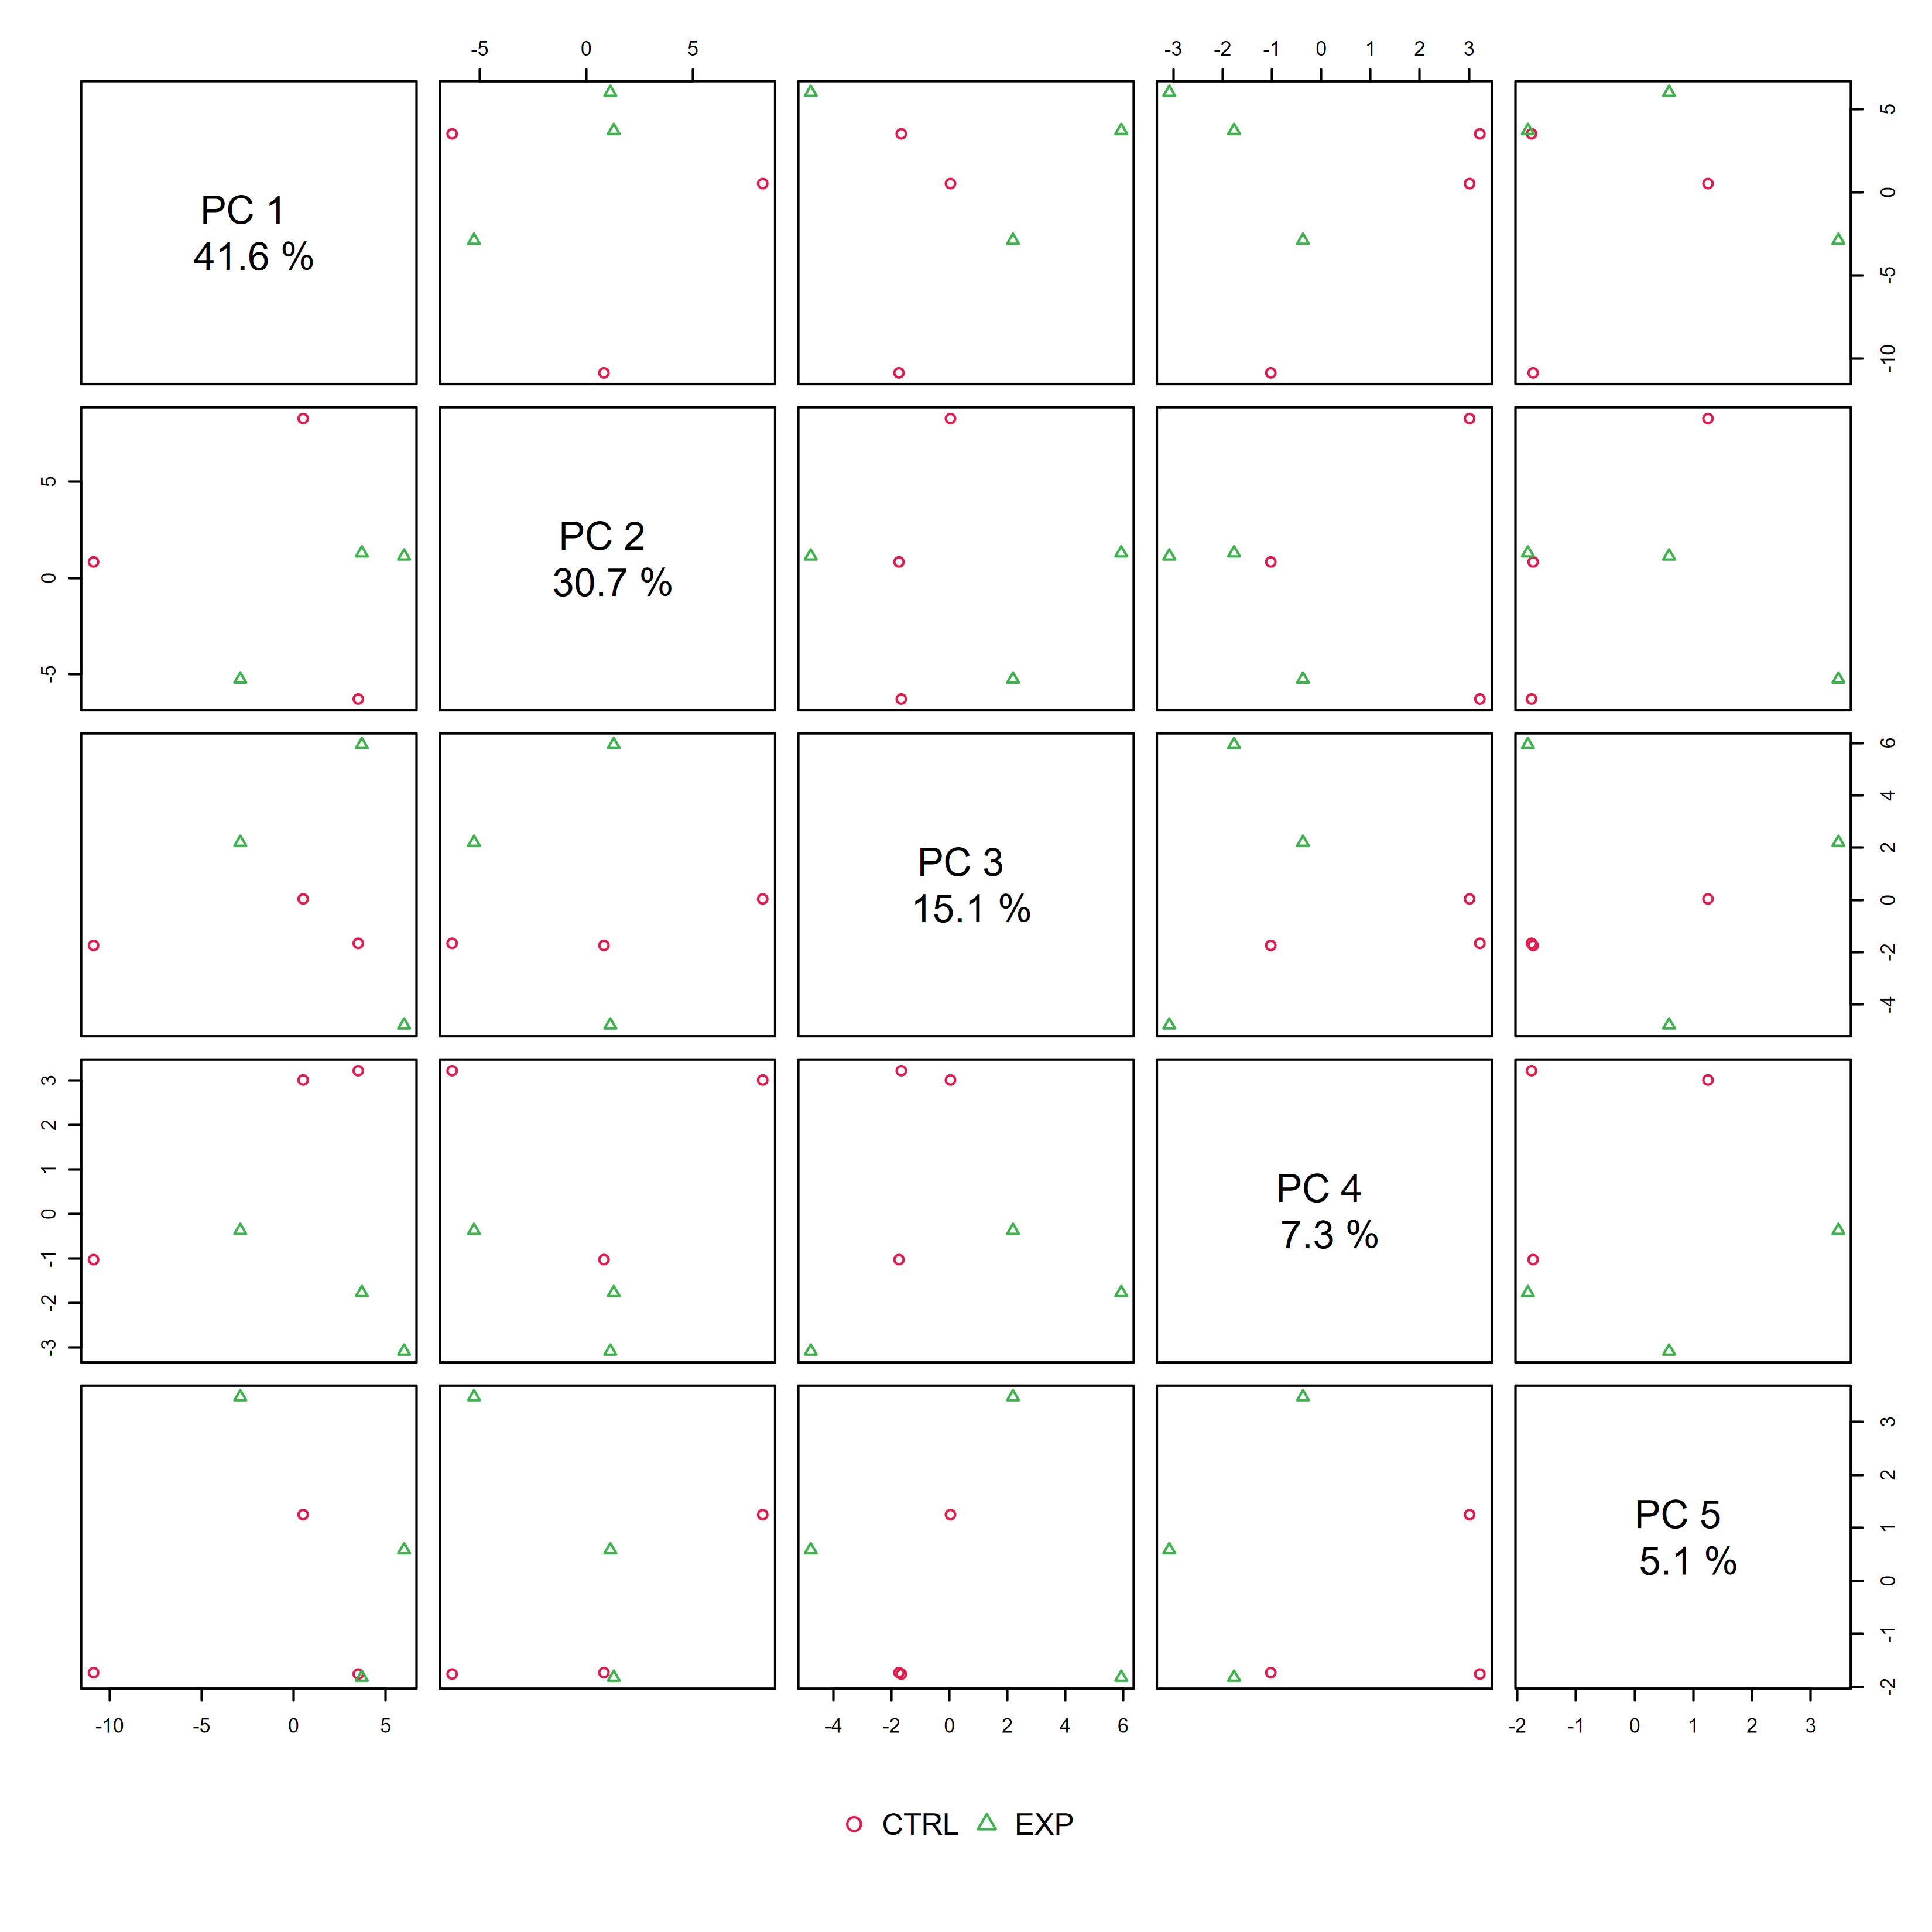 -5 0 5 -3 -2 -1 0 1 2 3
PC 1
41.6 %
5 0 -5 -10
5 0 -5
PC 2
30.7 %
PC 3
15.1 %
6 4 2 0 -2 -4
3 2 1 0 -1 -2 -3
PC 4
7.3 %
PC 5
5.1 %
3 2 1 0 -1 -2
-10 -5 0 5 -4 -2 0 2 4 6 -2 -1 0 1 2 3
CTRL EXP